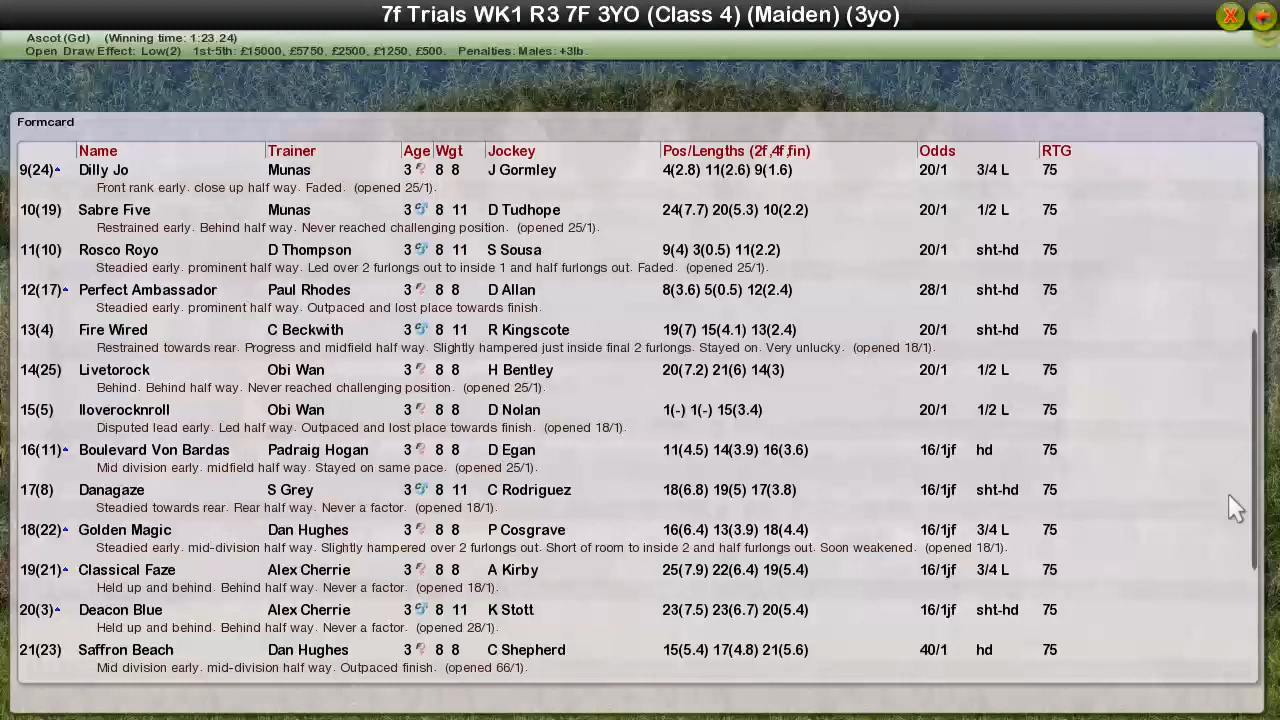 7f Trials WK1 R3 7F 3YO (Class 4) (Maiden) (3yo)
Ascot(Gd) (Winning time: 1:23.24)
Open Draw Effect: Low(2) 1st-5th: £15000, £5750, £2500, £1250, £500. Penalties: Males: +3lb.
Formcard
Name Trainer Age Wgt Jockey Pos/Lengths (2f,4f,fin) Odds RTG
9(24) Dilly Jo Munas 3 8 8 J Gormley 4(2.8) 11(2.6) 9(1.6) 20/1 3/4 L 75
Front rank early. close up half way. Faded. (opened 25/1).
10(19) Sabre Five Munas 3 8 11 D Tudhope 24(7.7) 20(5.3) 10(2.2) 20/1 1/2 L 75
Restrained early. Behind half way. Never reached challenging position. (opened 25/1).
11(10) Rosco Royo D Thompson 3 8 11 S Sousa 9(4) 3(0.5) 11(2.2) 20/1 sht-hd 75
Steadied early. prominent half way. Led over 2 furlongs out to inside 1 and half furlongs out. Faded. (opened 25/1).
12(17) Perfect Ambassador Paul Rhodes 3 8 8 D Allan 8(3.6) 5(0.5) 12(2.4) 28/1 sht-hd 75
Steadied early. prominent half way. Outpaced and lost place towards finish.
13(4) Fire Wired C Beckwith 3 8 11 R Kingscote 19(7) 15(4.1) 13(2.4) 20/1 sht-hd 75
Restrained towards rear. Progress and midfield half way. Slightly hampered just inside final 2 furlongs. Stayed on. Very unlucky. (opened 18/1).
14(25) Livetorock Obi Wan 3 8 8 H Bentley 20(7.2) 21(6) 14(3) 20/1 1/2 L 75
Behind. Behind half way. Never reached challenging position. (opened 25/1).
15(5) Iloverocknroll Obi Wan 3 8 8 D Nolan 1(-) 1(-) 15(3.4) 20/1 1/2 L 75
Disputed lead early. Led half way. Outpaced and lost place towards finish. (opened 18/1).
16(11) Boulevard Von Bardas Padraig Hogan 3 8 8 D Egan 11(4.5) 14(3.9) 16(3.6) 16/1jf hd 75
Mid division early. midfield half way. Stayed on same pace. (opened 25/1).
17(8) Danagaze S Grey 3 8 11 C Rodriguez 18(6.8) 19(5) 17(3.8) 16/1jf sht-hd 75
Steadied towards rear. Rear half way. Never a factor. (opened 18/1).
18(22) Golden Magic Dan Hughes 3 8 8 P Cosgrave 16(6.4) 13(3.9) 18(4.4) 16/1jf 3/4 L 75
Steadied early. mid-division half way. Slightly hampered over 2 furlongs out. Short of room to inside 2 and half furlongs out. Soon weakened. (opened 18/1).
19(21) Classical Faze Alex Cherrie 3 8 8 A Kirby 25(7.9) 22(6.4) 19(5.4) 16/1jf 3/4 L 75
Held up and behind. Behind half way. Never a factor. (opened 18/1).
20(3) Deacon Blue Alex Cherrie 3 8 11 K Stott 23(7.5) 23(6.7) 20(5.4) 16/1jf sht-hd 75
Held up and behind. Behind half way. Never a factor. (opened 28/1).
21(23) Saffron Beach Dan Hughes 3 8 8 C Shepherd 15(5.4) 17(4.8) 21(5.6) 40/1 hd 75
Mid division early. mid-division half way. Outpaced finish. (opened 66/1).